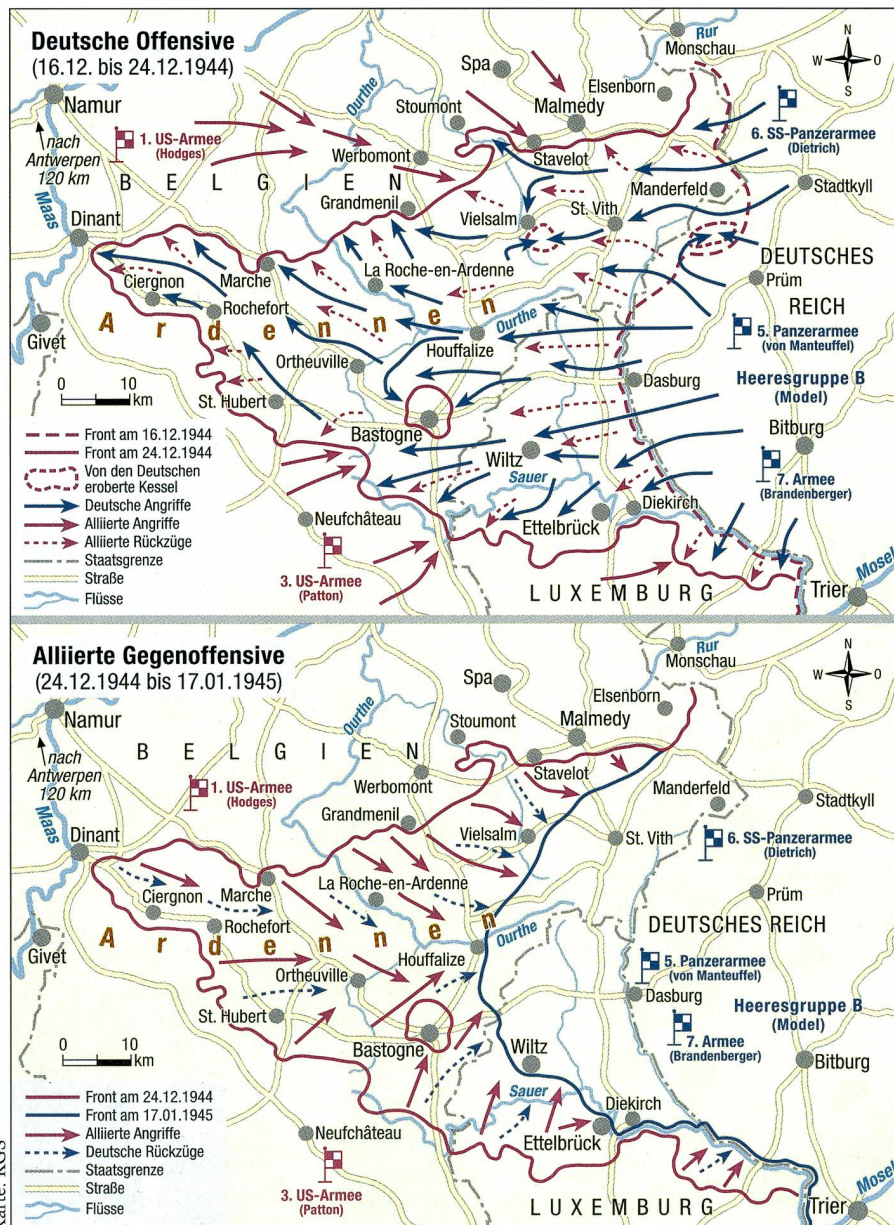 Deutsche Offensive
(16.12. bis 24.12.1944)
Rur
Monschau
N
W
O
S
Spa
Elsenborn
Namur
Ourthe
Stoumont
Malmedy
nach
Antwerpen
120 km
1. US-Armee
(Hodges)
6. SS-Panzerarmee
(Dietrich)
Werbomont
Stavelot
BELGIEN
Manderfeld
Stadtkyll
Maas
Grandmenil
Vielsalm
St. Vith
Dinant
DEUTSCHES
REICH
La Roche-en-Ardenne
Marche
Ciergnon
Prüm
Rochefort
Ardennen
Ourthe
5. Panzerarmee
(von Manteuffel)
Givet
Houffalize
Ortheuville
0
10
km
Dasburg
Heeresgruppe B
(Model)
St. Hubert
Bastogne
Bitburg
Front am 16.12.1944
Front am 24.12.1944
Von den Deutschen
eroberte Kessel
Deutsche Angriffe
Alliierte Angriffe
Alliierte Rückzüge
Staatsgrenze
Straße
Flüsse
Wiltz
7. Armee
(Brandenberger)
Sauer
Diekirch
Neufchâteau
Ettelbrück
3. US-Armee
(Patton)
LUXEMBURG
Trier
Mosel
Alliierte Gegenoffensive
(24.12.1944 bis 17.01.1945)
Rur
Monschau
N
W
O
S
Spa
Elsenborn
Namur
Ourthe
Stoumont
Malmedy
BELGIEN
nach
Antwerpen
120 km
1. US-Armee
(Hodges)
Werbomont
Stavelot
Manderfeld
Stadtkyll
Maas
Grandmenil
Vielsalm
St. Vith
Dinant
6. SS-Panzerarmee
(Dietrich)
La Roche-en-Ardenne
Marche
Ciergnon
Prüm
Rochefort
Ardennen
Ourthe
DEUTSCHES REICH
Givet
Houffalize
Ortheuville
5. Panzerarmee
(von Manteuffel)
Dasburg
Heeresgruppe B
(Model)
St. Hubert
7. Armee
(Brandenberger)
0
10
km
Bastogne
Wiltz
Bitburg
Front am 24.12.1944
Front am 17.01.1945
Alliierte Angriffe
Deutsche Rückzüge
Staatsgrenze
Straße
Flüsse
Sauer
Diekirch
Neufchâteau
Ettelbrück
3. US-Armee
(Patton)
LUXEMBURG
Trier
Mosel
Karte: KGS